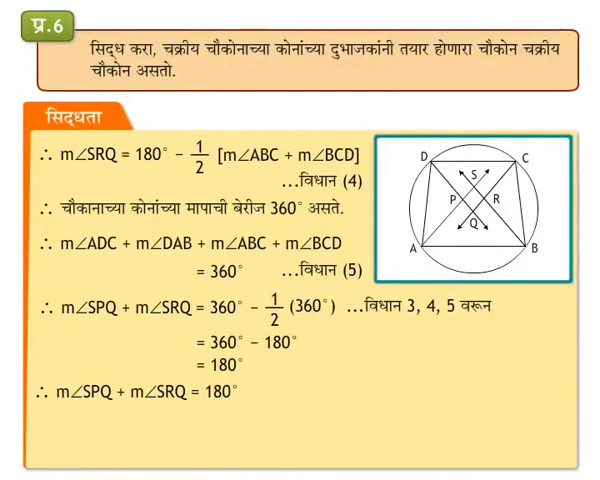 प्र.6
सिद्ध करा, चक्रीय चौकोनाच्या कोनांच्या दुभाजकांनी तयार होणारा चौकोन चक्रीय
चौकोन असतो.
सिद्धता
∴ m∠SRQ = 180° − 1/2 [m∠ABC + m∠BCD]
...विधान (4)
∴ चौकानाच्या कोनांच्या मापाची बेरीज 360° असते.
∴ m∠ADC + m∠DAB + m∠ABC + m∠BCD
= 360° ...विधान (5)
∴ m∠SPQ + m∠SRQ = 360° − 1/2 (360°) ...विधान 3, 4, 5 वरून
= 360° − 180°
= 180°
∴ m∠SPQ + m∠SRQ = 180°
D C
S
P R
Q
A B